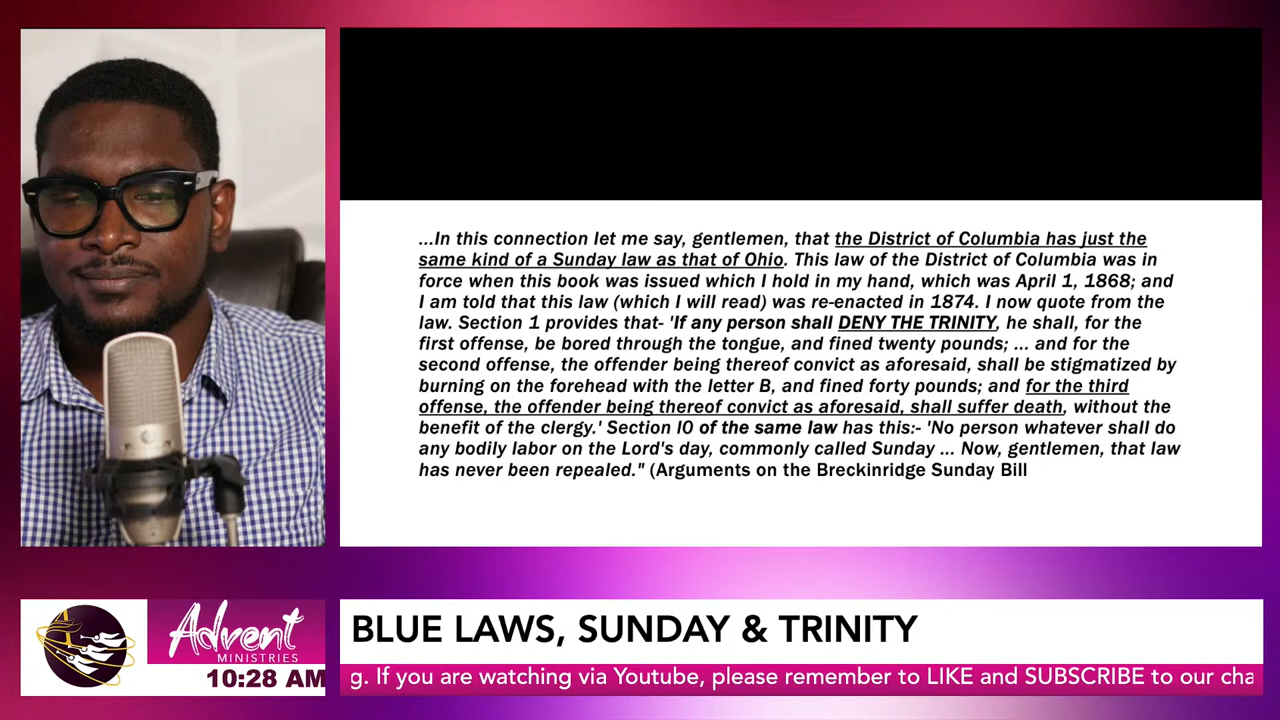 ...In this connection let me say, gentlemen, that the District of Columbia has just the
same kind of a Sunday law as that of Ohio. This law of the District of Columbia was in
force when this book was issued which I hold in my hand, which was April 1, 1868; and
I am told that this law (which I will read) was re-enacted in 1874. I now quote from the
law. Section 1 provides that- 'If any person shall DENY THE TRINITY, he shall, for the
first offense, be bored through the tongue, and fined twenty pounds; ... and for the
second offense, the offender being thereof convict as aforesaid, shall be stigmatized by
burning on the forehead with the letter B, and fined forty pounds; and for the third
offense, the offender being thereof convict as aforesaid, shall suffer death, without the
benefit of the clergy.' Section I0 of the same law has this:- 'No person whatever shall do
any bodily labor on the Lord's day, commonly called Sunday ... Now, gentlemen, that law
has never been repealed." (Arguments on the Breckinridge Sunday Bill
Advent
MINISTRIES
10:28 AM
BLUE LAWS, SUNDAY & TRINITY
g. If you are watching via Youtube, please remember to LIKE and SUBSCRIBE to our cha